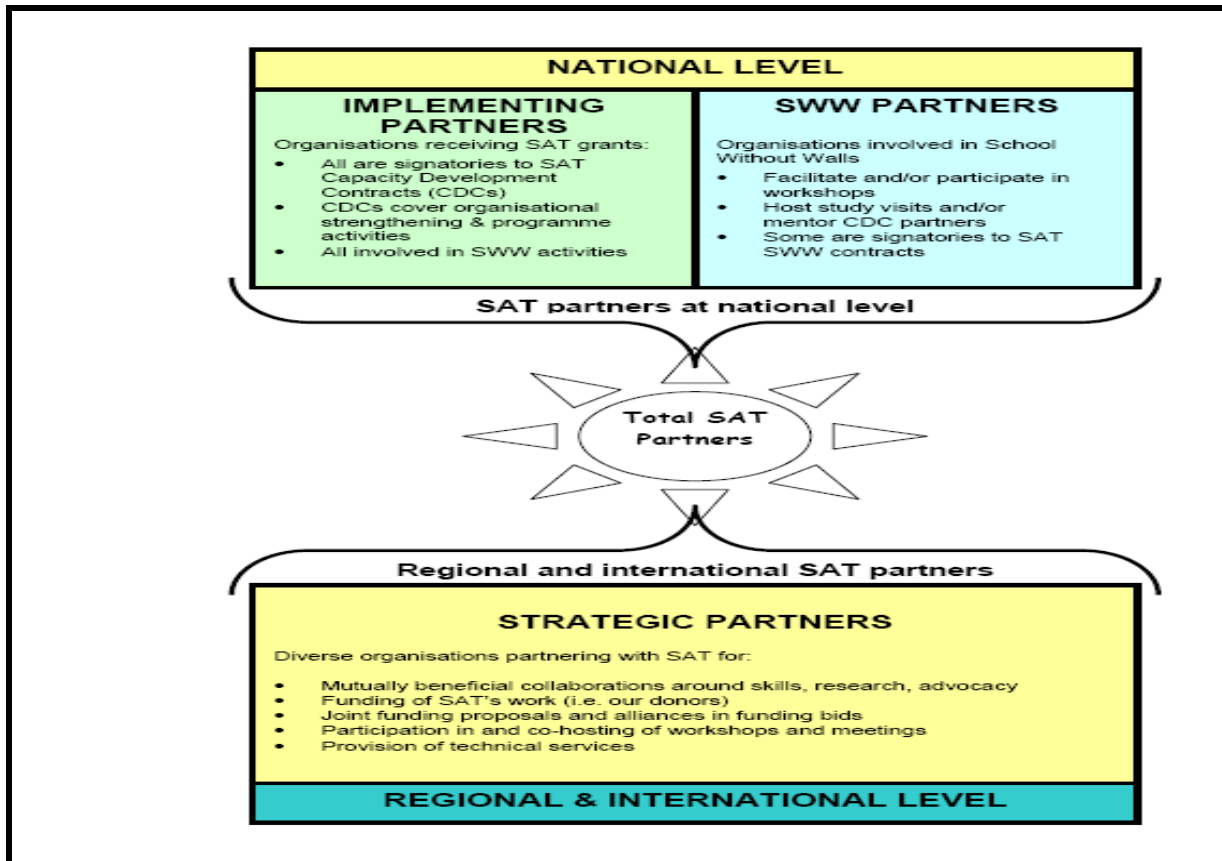 NATIONAL LEVEL
IMPLEMENTING
PARTNERS
Organisations receiving SAT grants:
• All are signatories to SAT
Capacity Development
Contracts (CDCs)
• CDCs cover organisational
strengthening & programme
activities
• All involved in SWW activities
SWW PARTNERS
Organisations involved in School
Without Walls
• Facilitate and/or participate in
workshops
• Host study visits and/or
mentor CDC partners
• Some are signatories to SAT
SWW contracts
SAT partners at national level
Total SAT
Partners
Regional and international SAT partners
STRATEGIC PARTNERS
Diverse organisations partnering with SAT for:
• Mutually beneficial collaborations around skills, research, advocacy
• Funding of SAT's work (i.e. our donors)
• Joint funding proposals and alliances in funding bids
• Participation in and co-hosting of workshops and meetings
• Provision of technical services
REGIONAL & INTERNATIONAL LEVEL